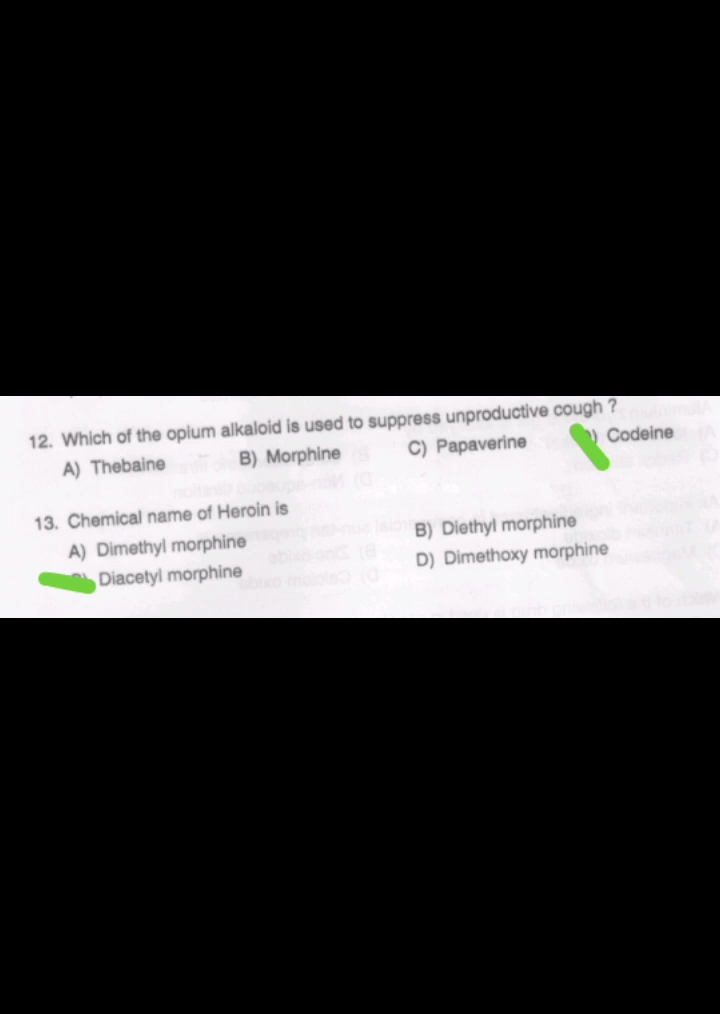 12. Which of the opium alkaloid is used to suppress unproductive cough ?
A) Thebaine B) Morphine C) Papaverine ) Codeine
13. Chemical name of Heroin is
A) Dimethyl morphine B) Diethyl morphine
Diacetyl morphine D) Dimethoxy morphine